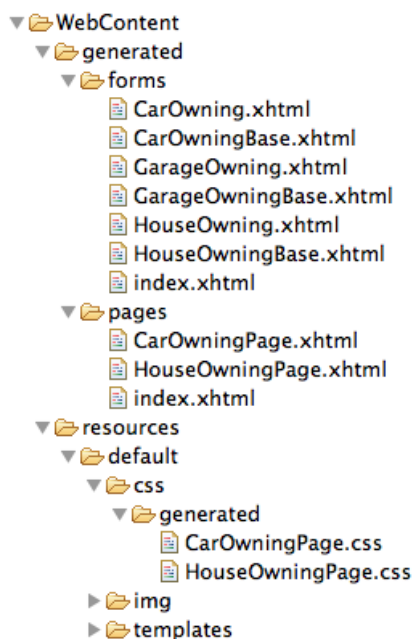 WebContent
generated
forms
CarOwning.xhtml
CarOwningBase.xhtml
GarageOwning.xhtml
GarageOwningBase.xhtml
HouseOwning.xhtml
HouseOwningBase.xhtml
index.xhtml
pages
CarOwningPage.xhtml
HouseOwningPage.xhtml
index.xhtml
resources
default
css
generated
CarOwningPage.css
HouseOwningPage.css
img
templates